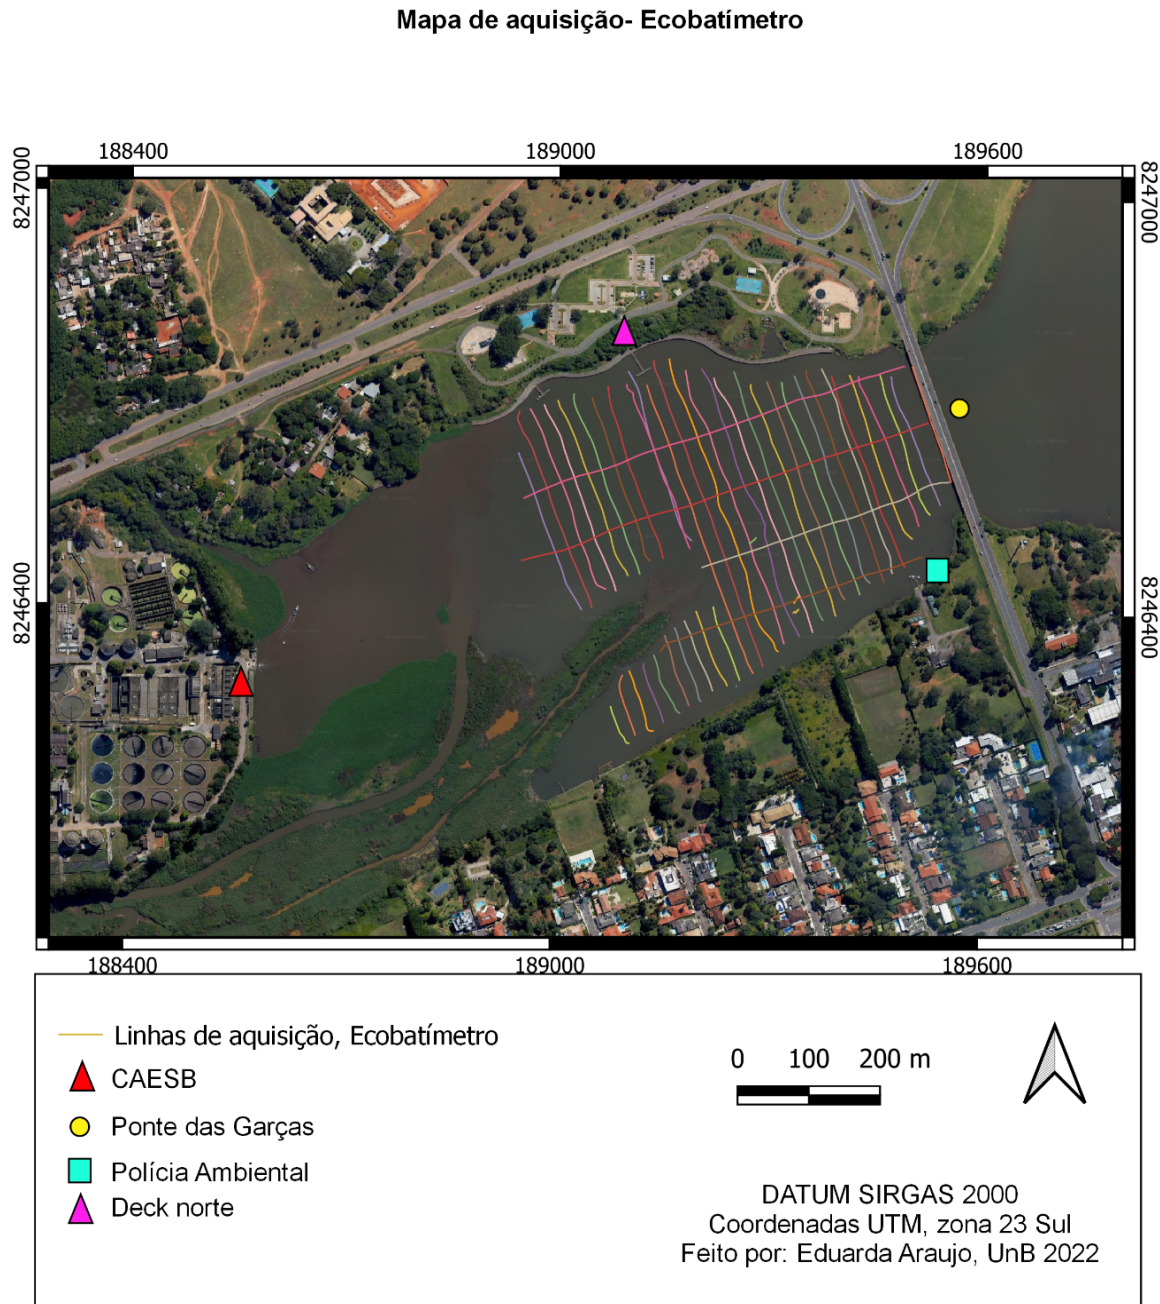 Mapa de aquisição- Ecobatímetro
188400
189000
189600
8247000
8247000
8246400
8246400
188400
189000
189600
Linhas de aquisição, Ecobatímetro
CAESB
Ponte das Garças
Polícia Ambiental
Deck norte
0 100 200 m
DATUM SIRGAS 2000
Coordenadas UTM, zona 23 Sul
Feito por: Eduarda Araujo, UnB 2022